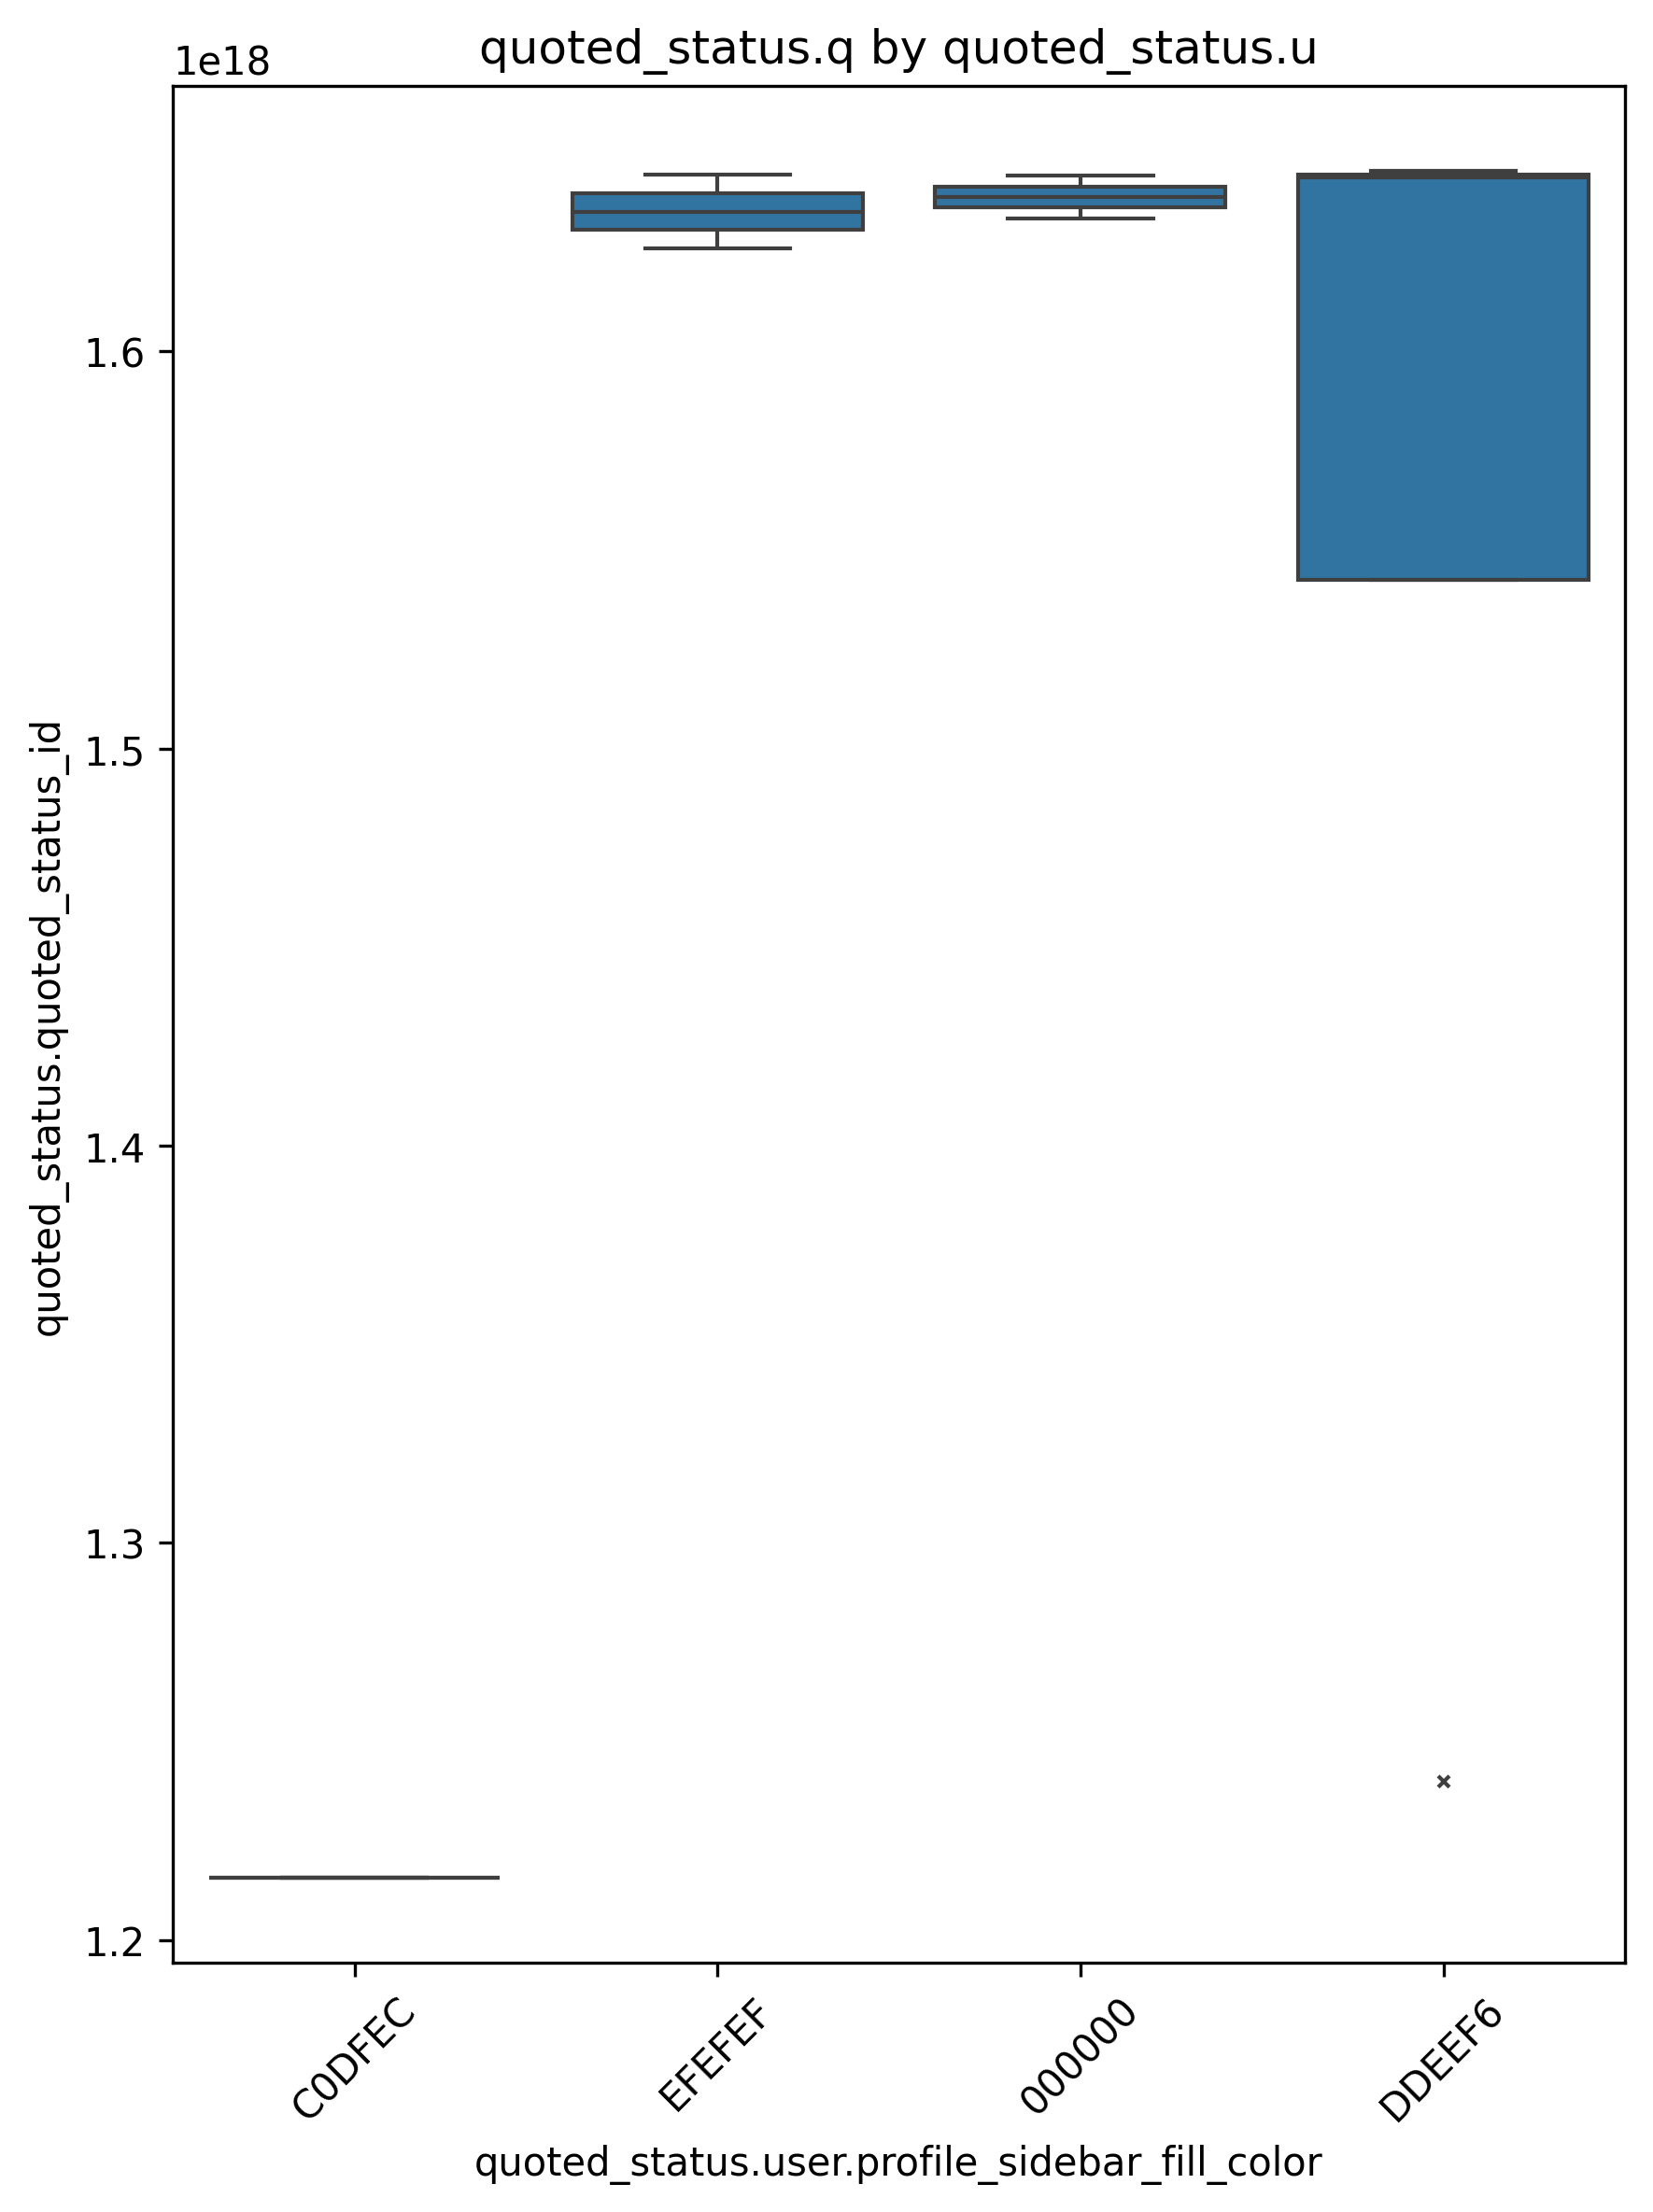 quoted_status.q by quoted_status.u
1e18
1.6
1.5
1.4
1.3
1.2
quoted_status.quoted_status_id
C0DFEC
EFEFEF
000000
DDEEF6
quoted_status.user.profile_sidebar_fill_color